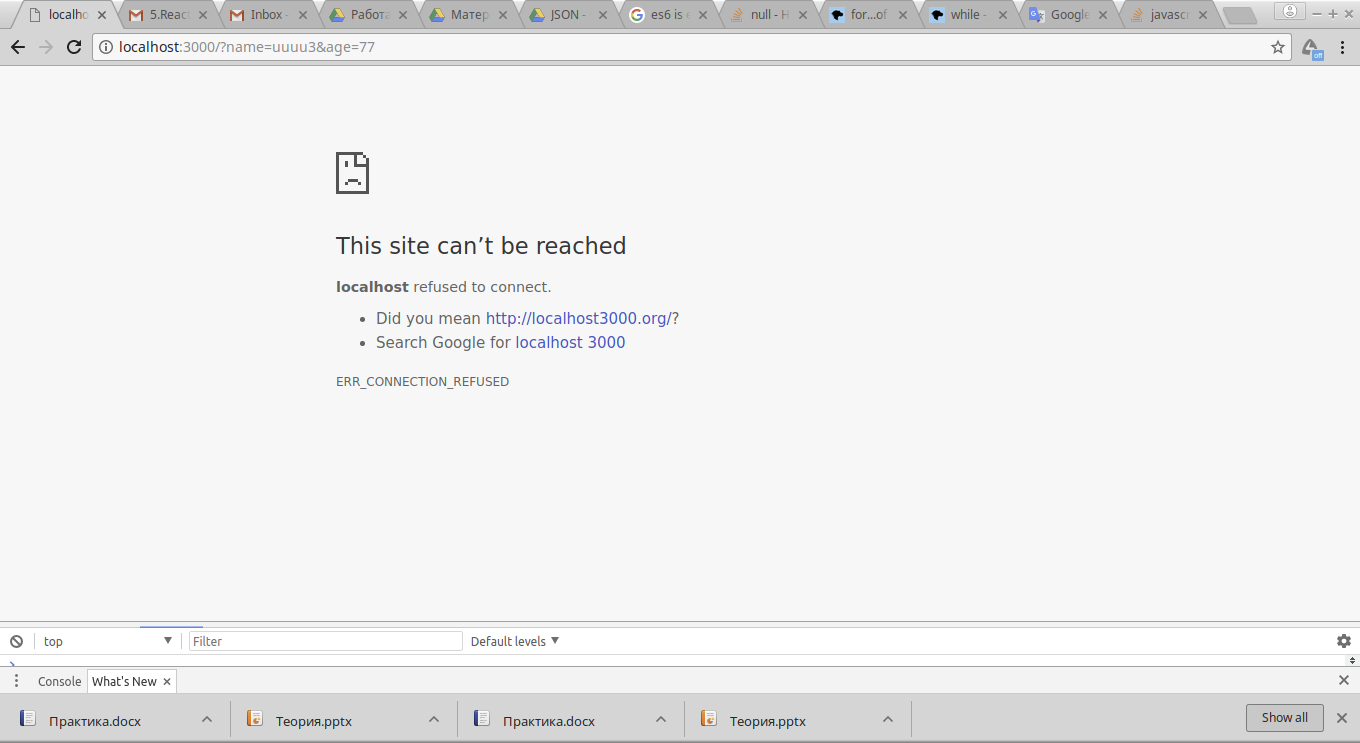 localho 5.Reac Inbox - Работа Матер JSON - es6 is e null - H for...of while - Google javasc
localhost:3000/?name=uuuu3&age=77
off
This site can’t be reached
localhost refused to connect.
Did you mean http://localhost3000.org/?
Search Google for localhost 3000
ERR_CONNECTION_REFUSED
top Filter Default levels
Console What's New
Практика.docx Теория.pptx Практика.docx Теория.pptx Show all